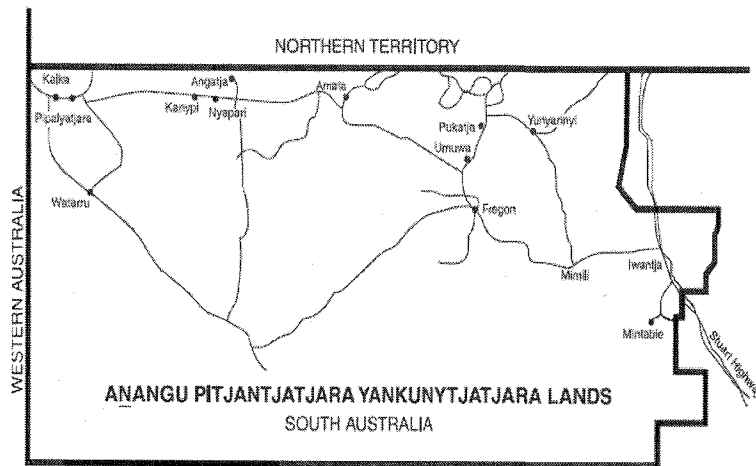 NORTHERN TERRITORY
Kalka
Angatja
Amata
Pipalyatjara
Kanypi
Nyapari
Pukatja
Yunyarinyi
Umuwa
Watarru
Fregon
WESTERN AUSTRALIA
Mimili
Iwantja
Mintabie
Stuart Highway
ANANGU PITJANTJATJARA YANKUNYTJATJARA LANDS
SOUTH AUSTRALIA